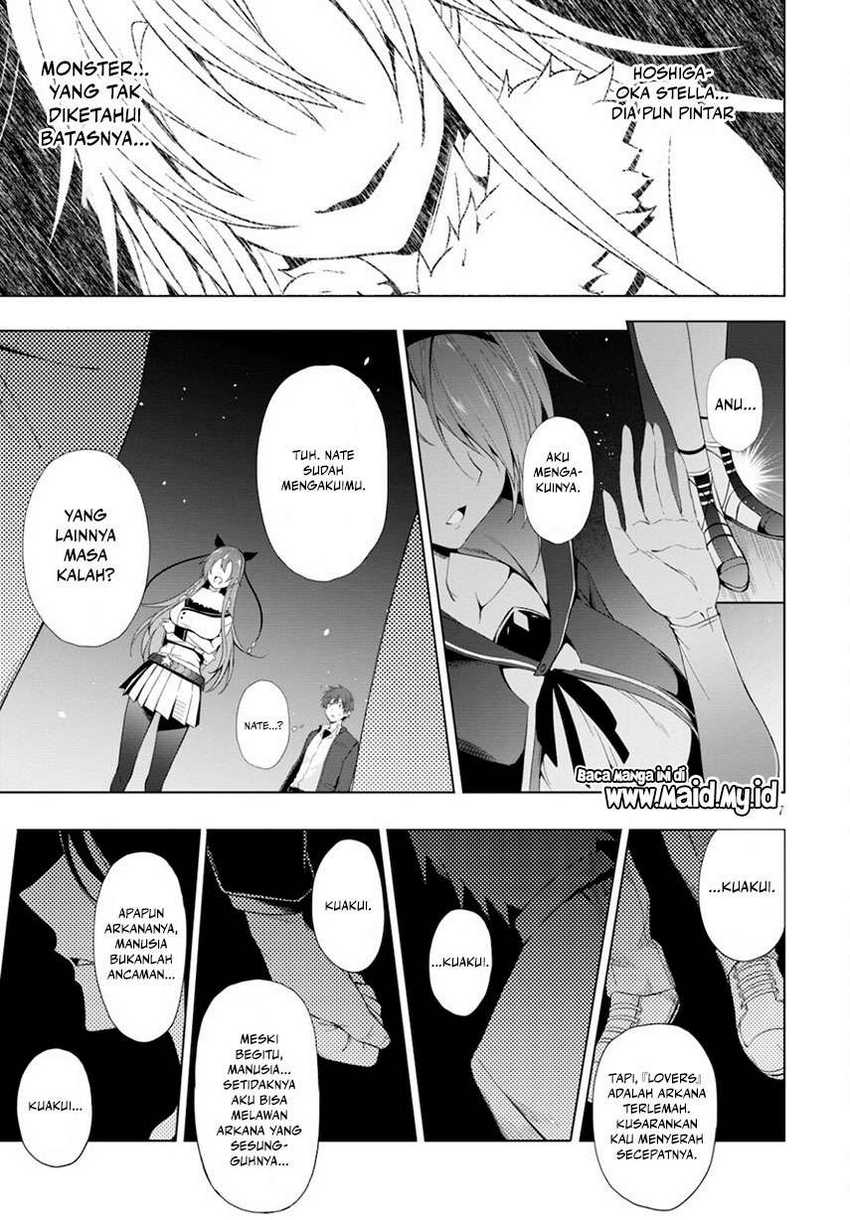 HOSHIGA-
OKA STELLA...
DIA PUN PINTAR
MONSTER...
YANG TAK
DIKETAHUI
BATASNYA...
ANU...
AKU
MENGA-
KUINYA.
TUH. NATE
SUDAH
MENGAKUIMU.
YANG
LAINNYA
MASA
KALAH?
NATE...?
Baca Manga ini di
www.Maid.My.id
...KUAKUI.
TAPI, 『LOVERS』
ADALAH ARKANA
TERLEMAH.
KUSARANKAN
KAU MENYERAH
SECEPATNYA.
...KUAKUI.
KUAKUI.
MESKI
BEGITU,
MANUSIA...
SETIDAKNYA
AKU BISA
MELAWAN
ARKANA YANG
SESUNG-
GUHNYA...
APAPUN
ARKANANYA,
MANUSIA
BUKANLAH
ANCAMAN...
KUAKUI...